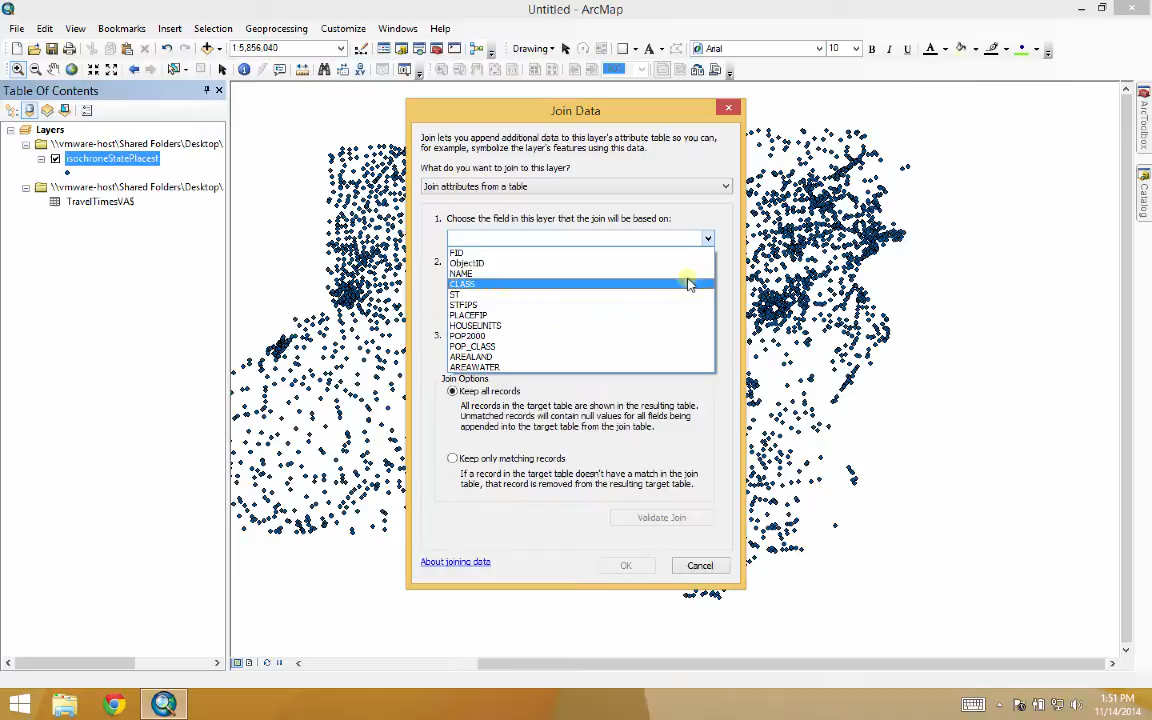 Untitled - ArcMap
File Edit View Bookmarks Insert Selection Geoprocessing Customize Windows Help
1:5,856,040
Drawing
Arial
10
B I U A
Table Of Contents
Layers
\\vmware-host\Shared Folders\Desktop\
isochroneStatePlacest
\\vmware-host\Shared Folders\Desktop\
TravelTimesVA$
Join Data
Join lets you append additional data to this layer's attribute table so you can,
for example, symbolize the layer's features using this data.
What do you want to join to this layer?
Join attributes from a table
1. Choose the field in this layer that the join will be based on:
FID
2. ObjectID
NAME
CLASS
ST
STFIPS
PLACEFIP
HOUSEUNITS
3. POP2000
POP_CLASS
AREALAND
AREAWATER
Join Options
Keep all records
All records in the target table are shown in the resulting table.
Unmatched records will contain null values for all fields being
appended into the target table from the join table.
Keep only matching records
If a record in the target table doesn't have a match in the join
table, that record is removed from the resulting target table.
Validate Join
About joining data
OK
Cancel
ArcToolbox
Catalog
1:51 PM
11/14/2014